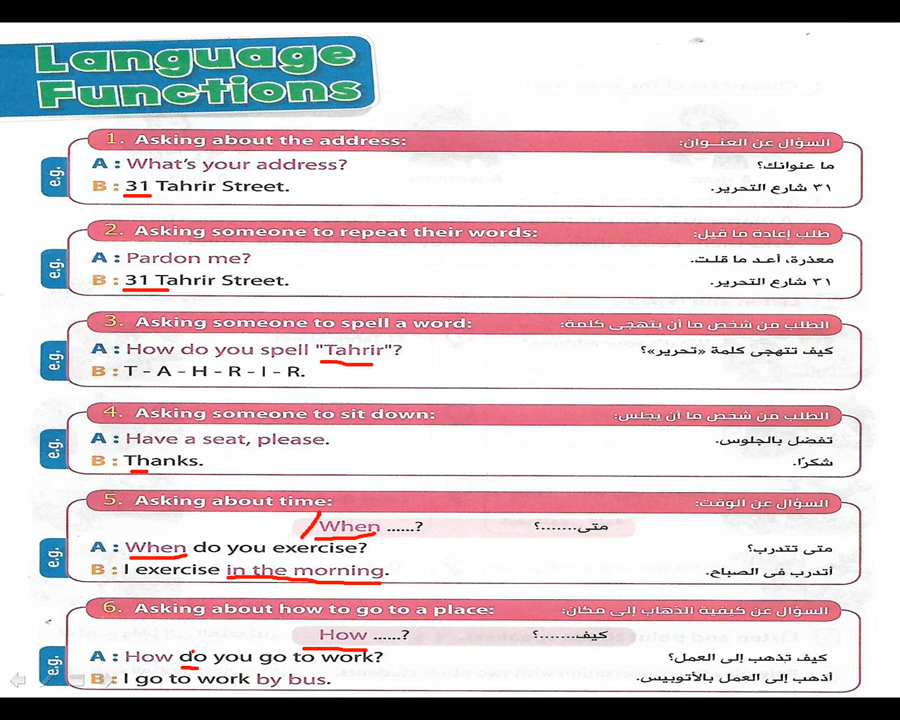 Language
Functions
1. Asking about the address: السؤال عن العنـوان:
e.g.
A : What's your address? ما عنوانك؟
B : 31 Tahrir Street. ٣١ شارع التحرير.
2. Asking someone to repeat their words: طلب إعادة ما قيل:
e.g.
A : Pardon me? معذرة، أعـد ما قلـت.
B : 31 Tahrir Street. ٣١ شارع التحرير.
3. Asking someone to spell a word: الطلب من شخص ما أن يتهجى كلمة:
e.g.
A : How do you spell "Tahrir"? كيف تتهجى كلمة «تحرير»؟
B : T - A - H - R - I - R.
4. Asking someone to sit down: الطلب من شخص ما أن يجلس:
e.g.
A : Have a seat, please. تفضل بالجلوس.
B : Thanks. شكرًا.
5. Asking about time: السؤال عن الوقت:
When ......? متى.......؟
e.g.
A : When do you exercise? متى تتدرب؟
B : I exercise in the morning. أتدرب فى الصباح.
6. Asking about how to go to a place: السؤال عن كيفية الذهاب إلى مكان:
How ......? كيف.......؟
e.g.
A : How do you go to work? كيف تذهب إلى العمل؟
B : I go to work by bus. أذهب إلى العمل بالأتوبيس.